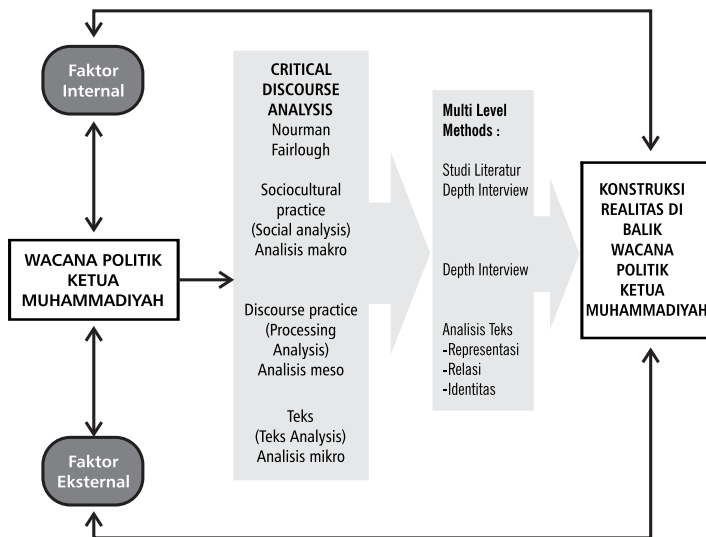 Faktor
Internal
WACANA POLITIK
KETUA
MUHAMMADIYAH
Faktor
Eksternal
CRITICAL
DISCOURSE
ANALYSIS
Nourman
Fairlough
Sociocultural
practice
(Social analysis)
Analisis makro
Discourse practice
(Processing
Analysis)
Analisis meso
Teks
(Teks Analysis)
Analisis mikro
Multi Level
Methods :
Studi Literatur
Depth Interview
Depth Interview
Analisis Teks
-Representasi
-Relasi
-Identitas
KONSTRUKSI
REALITAS DI
BALIK
WACANA
POLITIK
KETUA
MUHAMMADIYAH